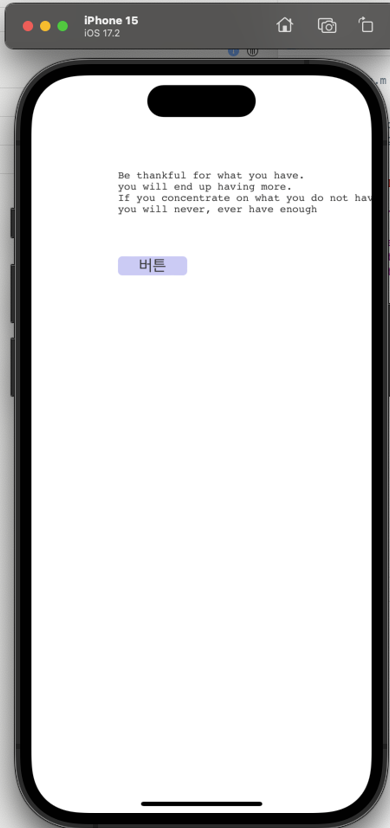 iPhone 15
iOS 17.2
.m
Be thankful for what you have.
you will end up having more.
If you concentrate on what you do not hav
you will never, ever have enough
버튼